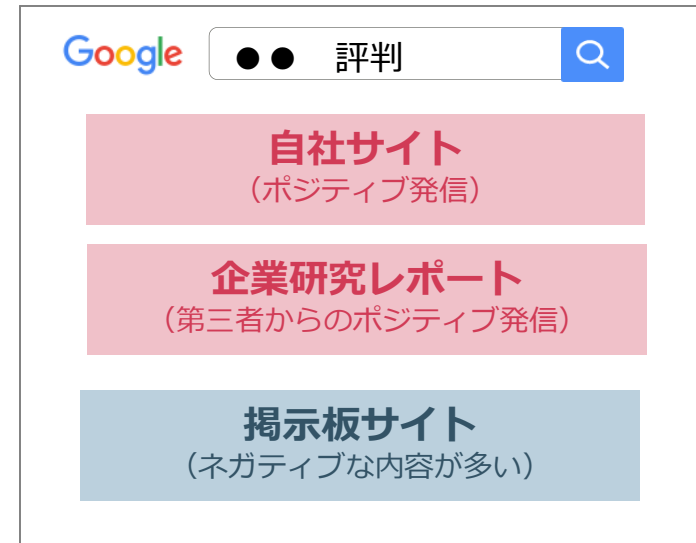 Google ●● 評判
自社サイト
（ポジティブ発信）
企業研究レポート
（第三者からのポジティブ発信）
掲示板サイト
（ネガティブな内容が多い）